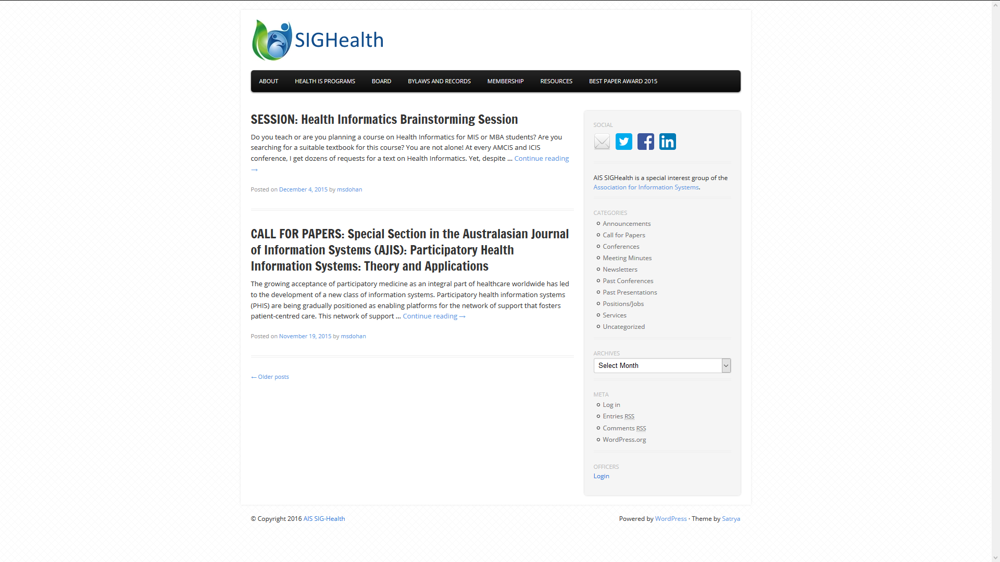 SIGHealth
ABOUT HEALTH IS PROGRAMS BOARD BYLAWS AND RECORDS MEMBERSHIP RESOURCES BEST PAPER AWARD 2015
SESSION: Health Informatics Brainstorming Session
Do you teach or are you planning a course on Health Informatics for MIS or MBA students? Are you
searching for a suitable textbook for this course? You are not alone! At every AMCIS and ICIS
conference, I get dozens of requests for a text on Health Informatics. Yet, despite ... Continue reading
→
Posted on December 4, 2015 by msdohan
CALL FOR PAPERS: Special Section in the Australasian Journal
of Information Systems (AJIS): Participatory Health
Information Systems: Theory and Applications
The growing acceptance of participatory medicine as an integral part of healthcare worldwide has led
to the development of a new class of information systems. Participatory health information systems
(PHIS) are being gradually positioned as enabling platforms for the network of support that fosters
patient-centred care. This network of support ... Continue reading →
Posted on November 19, 2015 by msdohan
← Older posts
SOCIAL
AIS SIGHealth is a special interest group of the
Association for Information Systems.
CATEGORIES
Announcements
Call for Papers
Conferences
Meeting Minutes
Newsletters
Past Conferences
Past Presentations
Positions/Jobs
Services
Uncategorized
ARCHIVES
Select Month
META
Log in
Entries RSS
Comments RSS
WordPress.org
OFFICERS
Login
© Copyright 2016 AIS SIG-Health
Powered by WordPress · Theme by Satrya